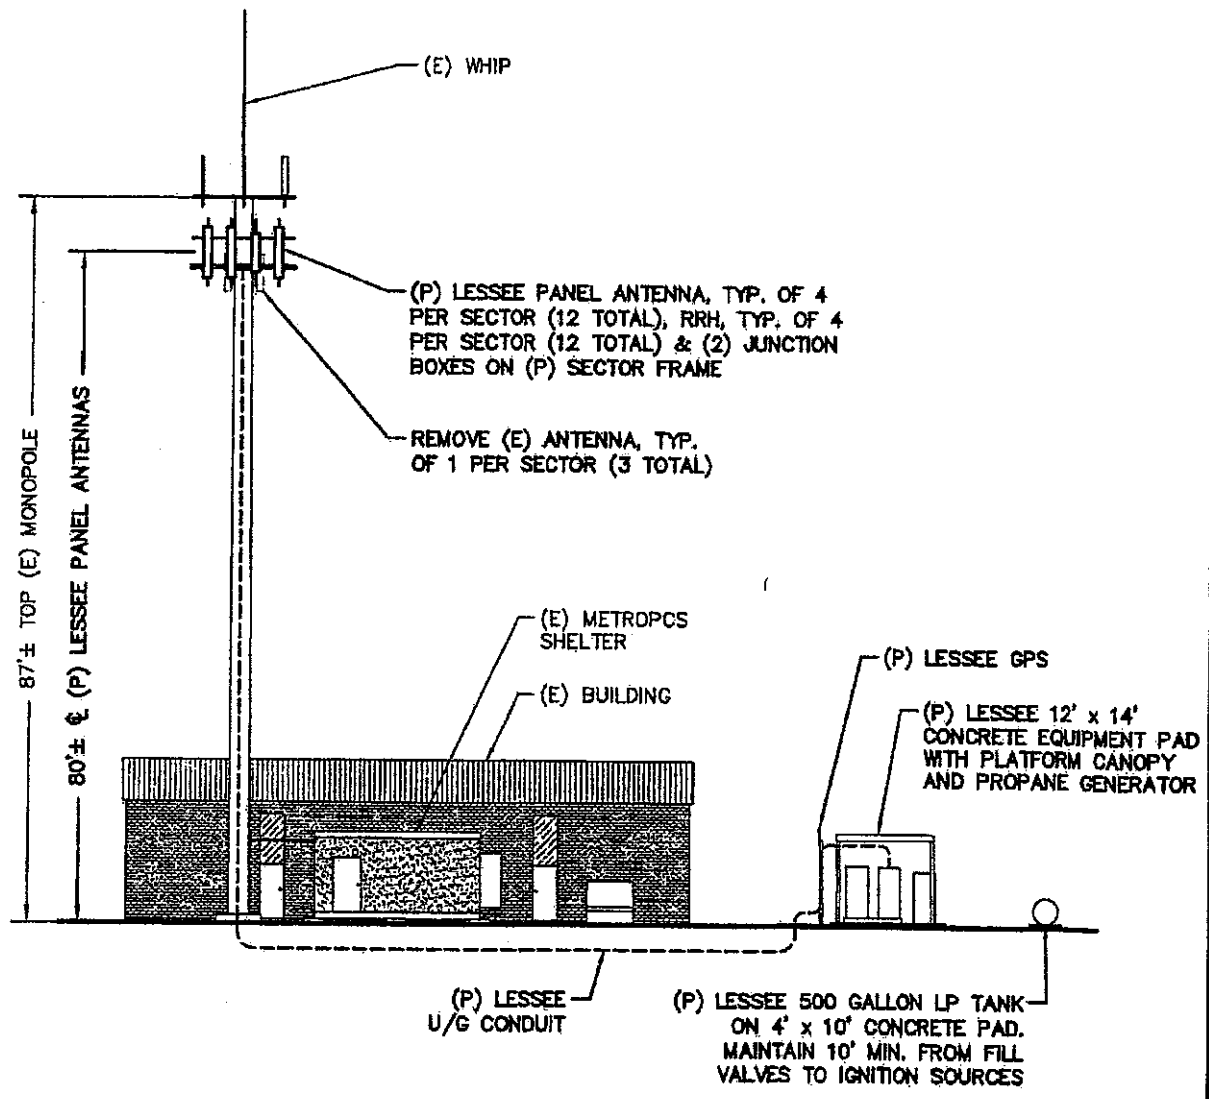 (E) WHIP
(P) LESSEE PANEL ANTENNA, TYP. OF 4
PER SECTOR (12 TOTAL), RRH, TYP. OF 4
PER SECTOR (12 TOTAL) & (2) JUNCTION
BOXES ON (P) SECTOR FRAME
REMOVE (E) ANTENNA, TYP.
OF 1 PER SECTOR (3 TOTAL)
87'± TOP (E) MONOPOLE
80'± ℄ (P) LESSEE PANEL ANTENNAS
(E) METROPCS
SHELTER
(E) BUILDING
(P) LESSEE GPS
(P) LESSEE 12' x 14'
CONCRETE EQUIPMENT PAD
WITH PLATFORM CANOPY
AND PROPANE GENERATOR
(P) LESSEE
U/G CONDUIT
(P) LESSEE 500 GALLON LP TANK
ON 4' x 10' CONCRETE PAD.
MAINTAIN 10' MIN. FROM FILL
VALVES TO IGNITION SOURCES